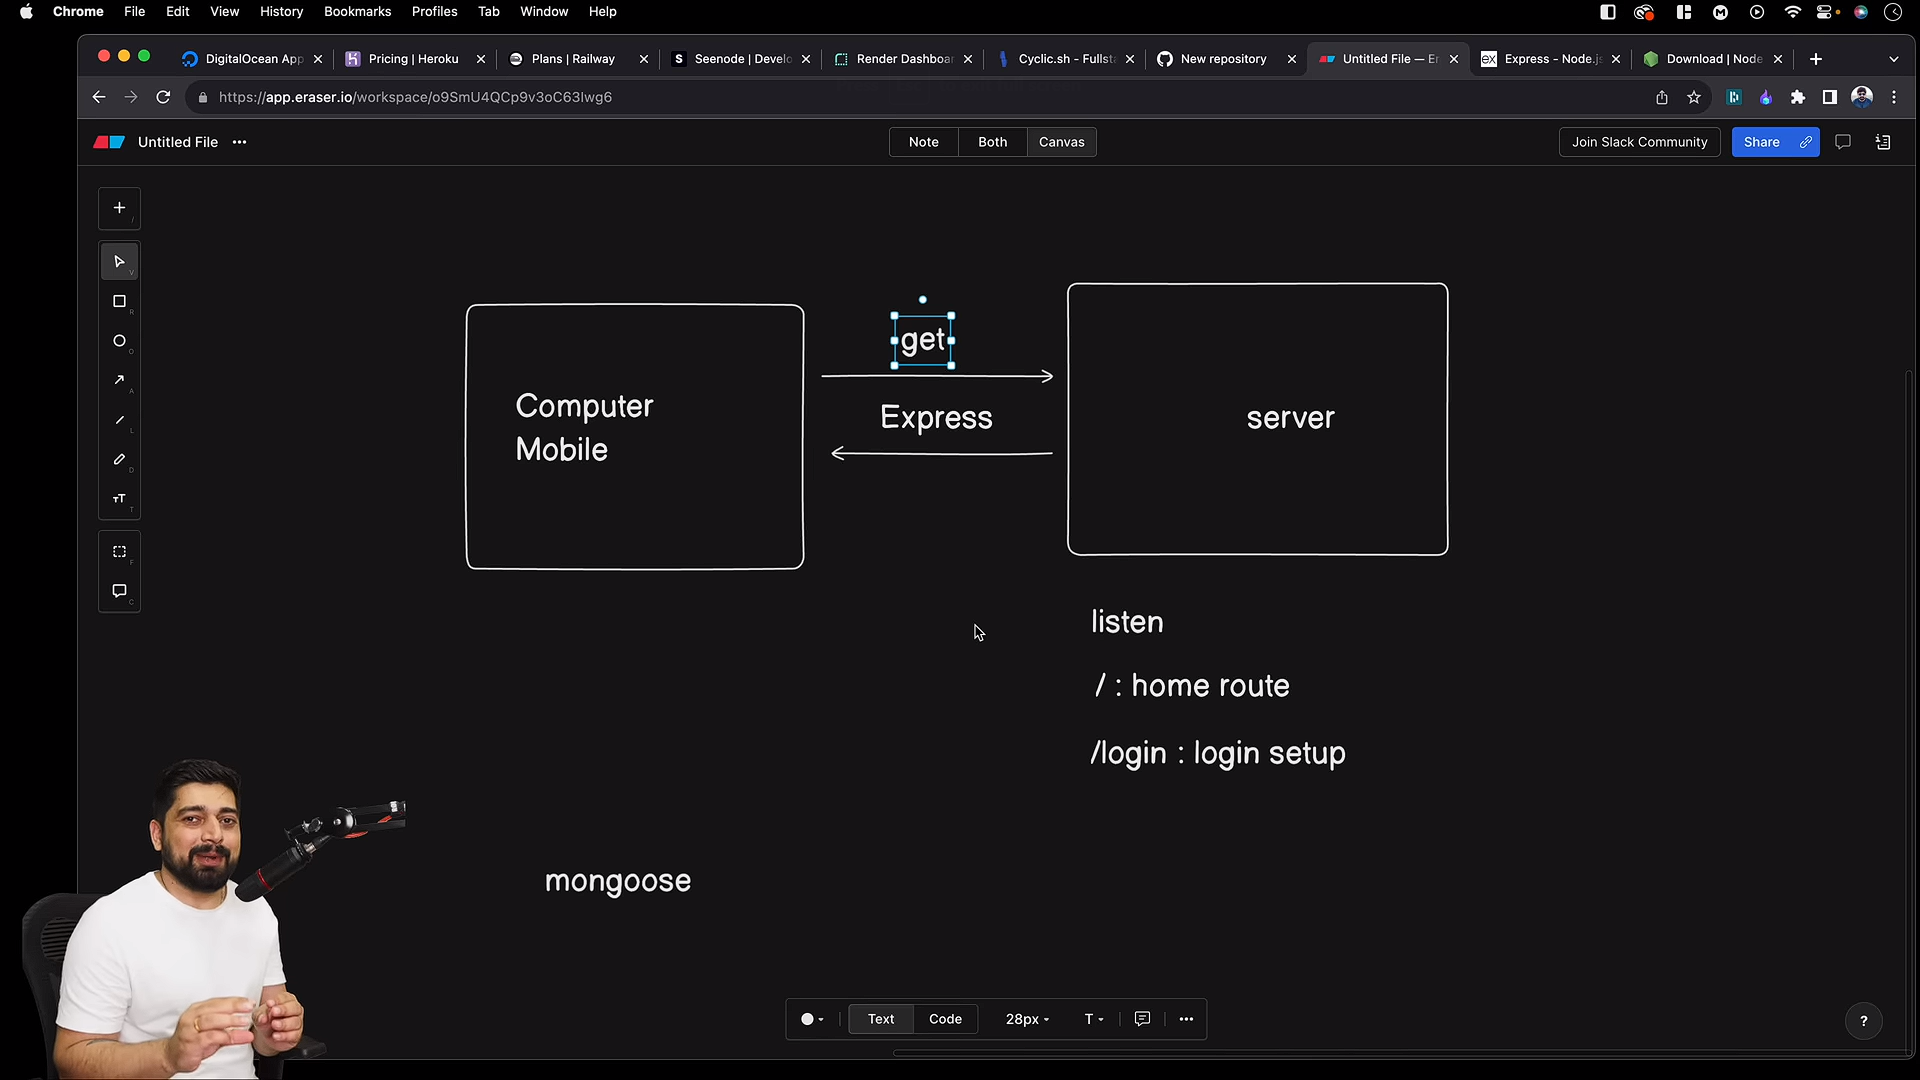 Chrome File Edit View History Bookmarks Profiles Tab Window Help
DigitalOcean App
Pricing | Heroku
Plans | Railway
Seenode | Develo
Render Dashboar
Cyclic.sh - Fullsta
New repository
Untitled File — Er
Express - Node.js
Download | Node
https://app.eraser.io/workspace/o9SmU4QCp9v3oC63lwg6
Untitled File
Note Both Canvas
Join Slack Community
Share
get
Express
Computer
Mobile
server
listen
/ : home route
/login : login setup
mongoose
Text Code 28px T
?